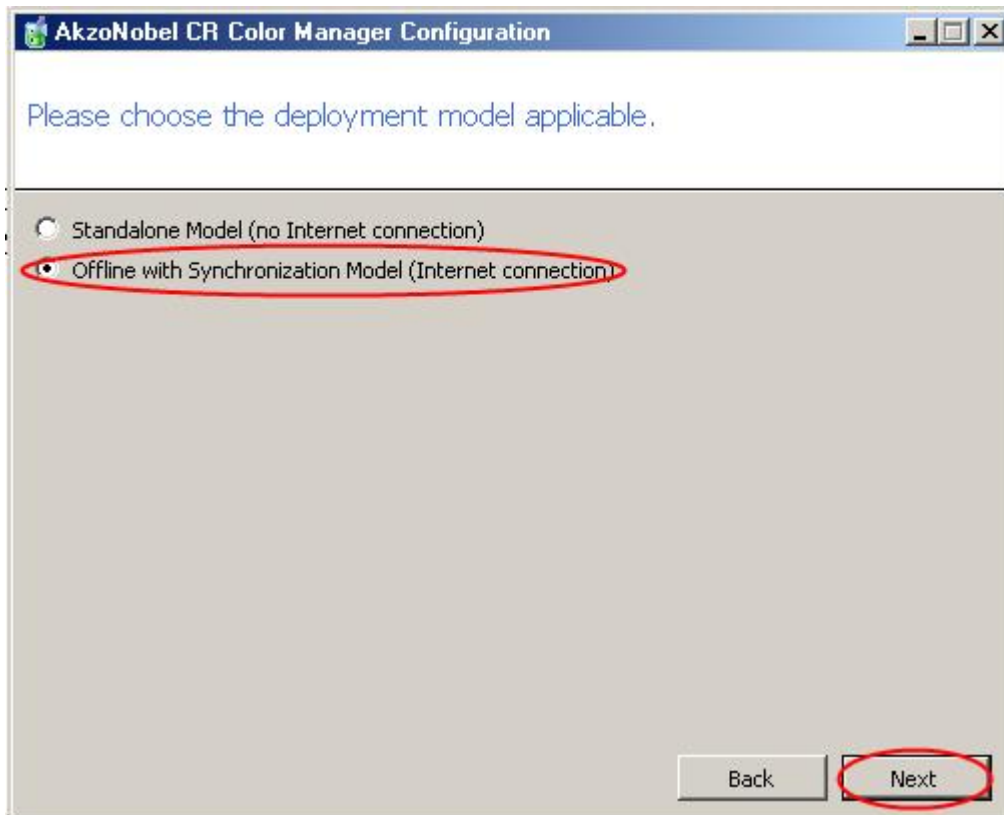 AkzoNobel CR Color Manager Configuration
Please choose the deployment model applicable.
Standalone Model (no Internet connection)
Offline with Synchronization Model (Internet connection)
Back
Next